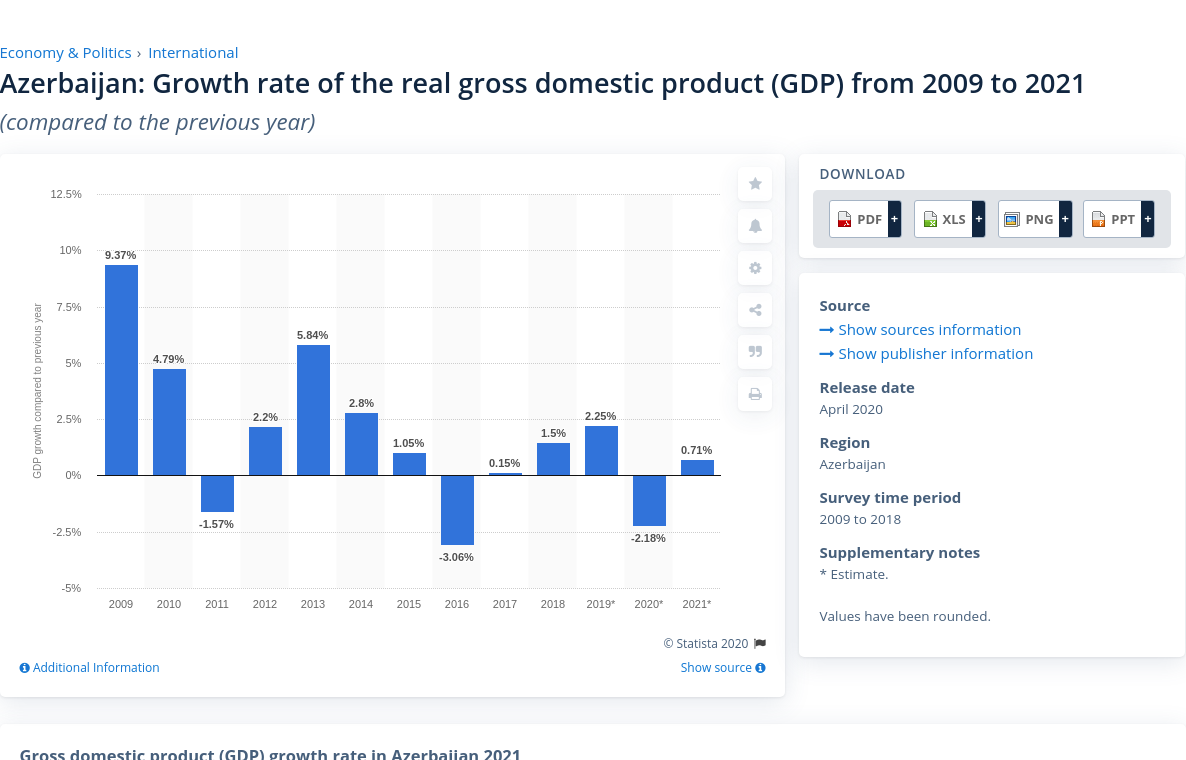 Economy & Politics › International
Azerbaijan: Growth rate of the real gross domestic product (GDP) from 2009 to 2021
(compared to the previous year)
12.5%
10%
7.5%
5%
2.5%
0%
-2.5%
-5%
GDP growth compared to previous year
9.37%
4.79%
-1.57%
2.2%
5.84%
2.8%
1.05%
-3.06%
0.15%
1.5%
2.25%
-2.18%
0.71%
2009 2010 2011 2012 2013 2014 2015 2016 2017 2018 2019* 2020* 2021*
© Statista 2020
Additional Information
Show source
DOWNLOAD
PDF + XLS + PNG + PPT +
Source
Show sources information
Show publisher information
Release date
April 2020
Region
Azerbaijan
Survey time period
2009 to 2018
Supplementary notes
* Estimate.
Values have been rounded.
Gross domestic product (GDP) growth rate in Azerbaijan 2021